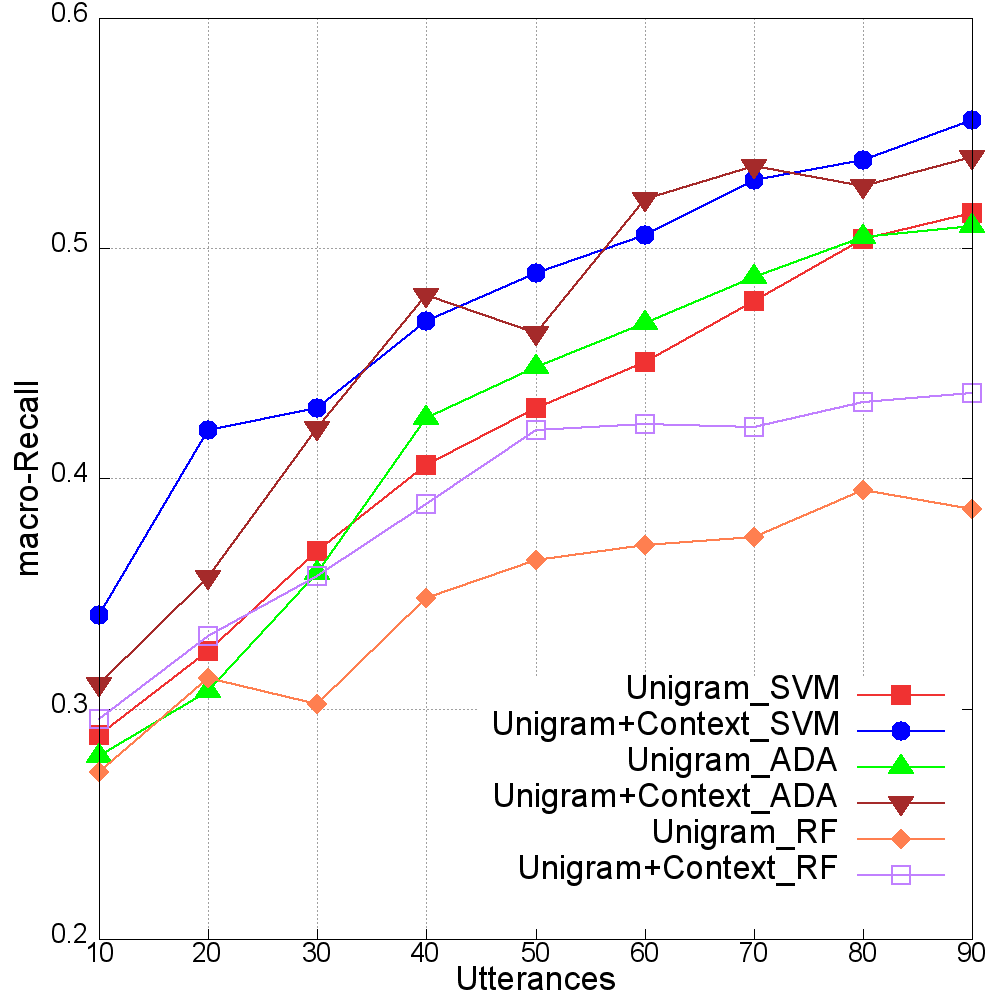 0.6
0.5
0.4
0.3
0.2
macro-Recall
Unigram_SVM
Unigram+Context_SVM
Unigram_ADA
Unigram+Context_ADA
Unigram_RF
Unigram+Context_RF
10 20 30 40 50 60 70 80 90
Utterances